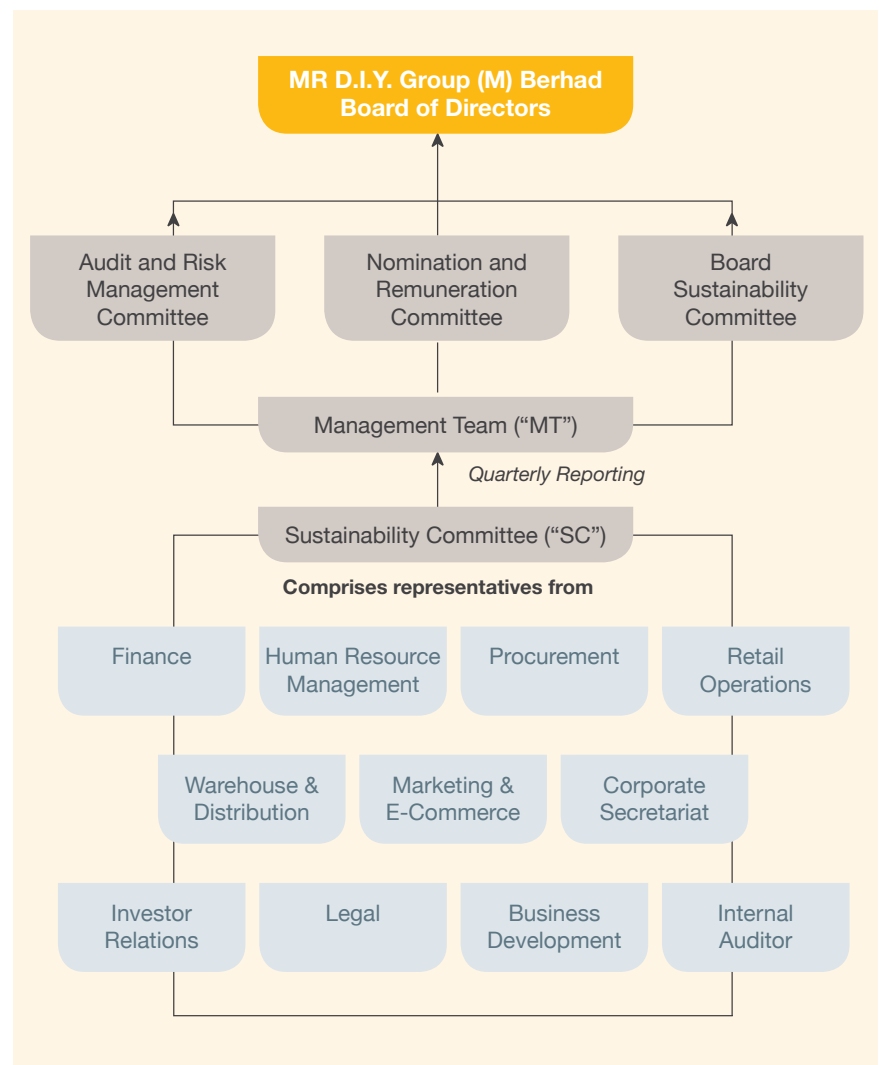 MR D.I.Y. Group (M) Berhad
Board of Directors
Audit and Risk
Management
Committee
Nomination and
Remuneration
Committee
Board
Sustainability
Committee
Management Team (“MT”)
Quarterly Reporting
Sustainability Committee (“SC”)
Comprises representatives from
Finance
Human Resource
Management
Procurement
Retail
Operations
Warehouse &
Distribution
Marketing &
E-Commerce
Corporate
Secretariat
Investor
Relations
Legal
Business
Development
Internal
Auditor